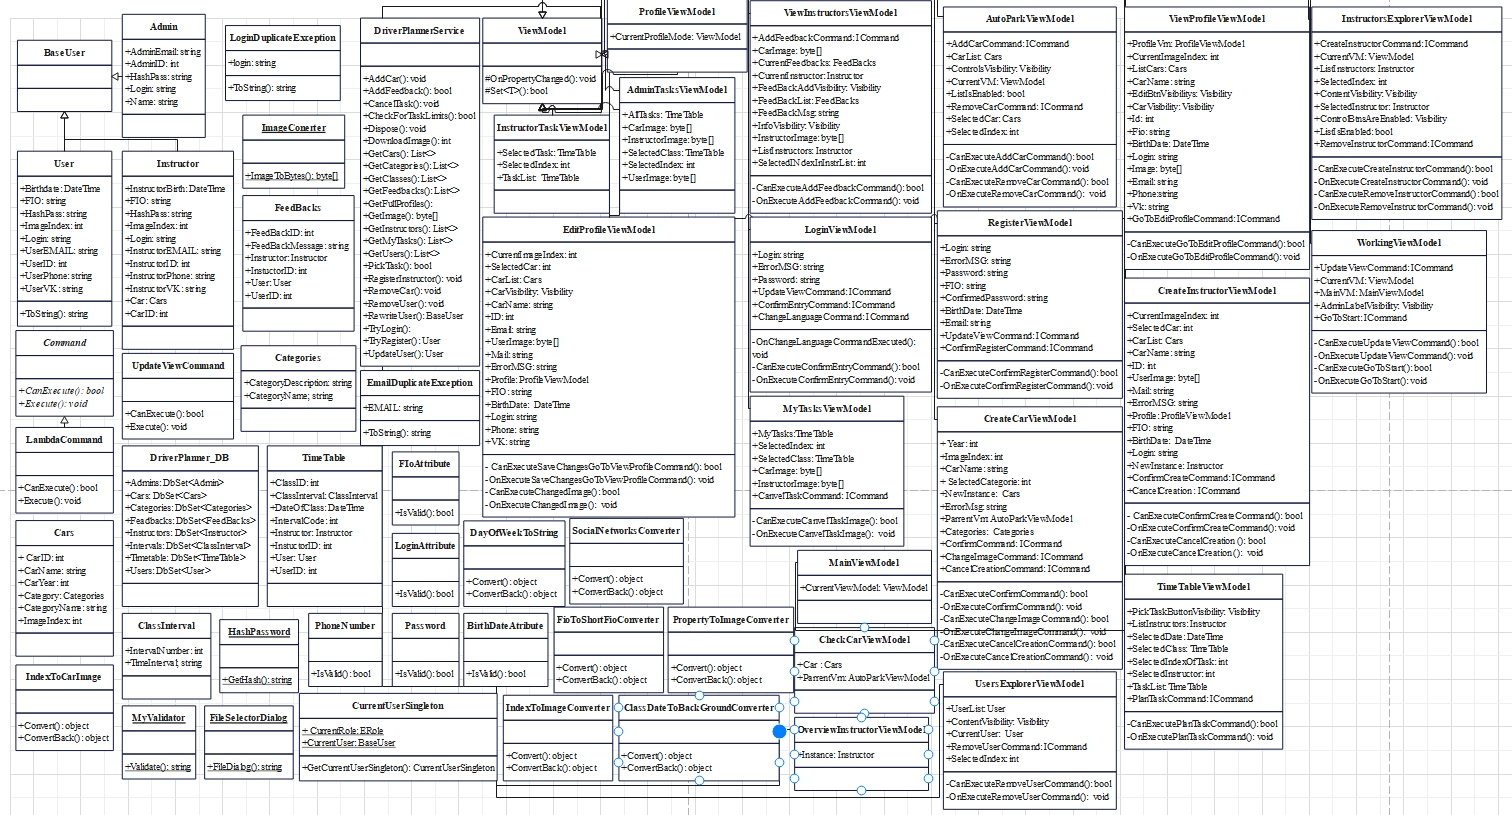 BaseUser
Admin
+AdminEmail: string
+AdminID: int
+HashPass: string
+Login: string
+Name: string
LoginDuplicateException
+login: string
+ToString(): string
DriverPlannerService
+AddCar(): void
+AddFeedback(): bool
+CancelTask(): void
+CheckForTaskLimits(): bool
+Dispose(): void
+DownloadImage(): int
+GetCars(): List<>
+GetCategories(): List<>
+GetClasses(): List<>
+GetFeedbacks(): List<>
+GetFullProfiles():
+GetImage(): byte[]
+GetInstructors(): List<>
+GetMyTasks(): List<>
+GetUsers(): List<>
+PickTask(): bool
+RegisterInstructor(): void
+RemoveCar(): void
+RemoveUser(): void
+RewriteUser(): BaseUser
+TryLogin():
+TryRegister(): User
+UpdateUser(): User
ViewModel
#OnPropertyChanged(): void
#Set<T>(): bool
ProfileViewModel
+CurrentProfileMode: ViewModel
ViewInstructorsViewModel
+AddFeedbackCommand: ICommand
+CarImage: byte[]
+CurrentFeedbacks: FeedBacks
+CurrenInstructor: Instructor
+FeedBackAddVisibility: Visibility
+FeedBackList: FeedBacks
+FeedBackMsg: string
+InfoVisibility: Visibility
+InstructorImage: byte[]
+ListInstructors: Instructor
+SelectedINdexInInstrList: int
-CanExecuteAddFeedbackCommand(): bool
-OnExecuteAddFeedbackCommand(): void
AutoParkViewModel
+AddCarCommand: ICommand
+CarList: Cars
+ControlsVisibility: Visibility
+CurrentVM: ViewModel
+ListIsEnabled: bool
+RemoveCarCommand: ICommand
+SelectedCar: Cars
+SelectedIndex: int
-CanExecuteAddCarCommand(): bool
-OnExecuteAddCarCommand(): void
-CanExecuteRemoveCarCommand(): bool
-OnExecuteRemoveCarCommand(): void
ViewProfileViewModel
+ProfileVm: ProfileViewModel
+CurrentImageIndex: int
+ListCars: Cars
+CarName: string
+EditBtnVisibility: Visibility
+CarVisibility: Visibility
+Id: int
+Fio: string
+BirthDate: DateTime
+Login: string
+Image: byte[]
+Email: string
+Phone:string
+Vk: string
+GoToEditProfileCommand: ICommand
-CanExecuteGoToEditProfileCommand(): bool
-OnExecuteGoToEditProfileCommand(): void
InstructorsExplorerViewModel
+CreateInstructorCommand: ICommand
+CurrentVM: ViewModel
+ListInstructors: Instructor
+SelectedIndex: int
+ContentVisibility: Visibility
+SelectedInstructor: Instructor
+ControlBtnsAreEnabled: Visibility
+ListIsEnabled: bool
+RemoveInstructorCommand: ICommand
-CanExecuteCreateInstructorCommand(): bool
-OnExecuteCreateInstructorCommand(): void
-CanExecuteRemoveInstructorCommand(): bool
-OnExecuteRemoveInstructorCommand(): void
ImageConerter
+ImageToBytes(): byte[]
InstructorTaskViewModel
+SelectedTask: TimeTable
+SelectedIndex: int
+TaskList: TimeTable
AdminTasksViewModel
+AllTasks: TimeTable
+CarImage: byte[]
+InstructorImage: byte[]
+SelectedClass: TimeTable
+SelectedIndex: int
+UserImage: byte[]
User
+Birthdate: DateTime
+FIO: string
+HashPass: string
+ImageIndex: int
+Login: string
+UserEMAIL: string
+UserID: int
+UserPhone: string
+UserVK: string
+ToString(): string
Instructor
+InstructorBirth: DateTime
+FIO: string
+HashPass: string
+ImageIndex: int
+Login: string
+InstructorEMAIL: string
+InstructorID: int
+InstructorPhone: string
+InstructorVK: string
+Car: Cars
+CarID: int
FeedBacks
+FeedBackID: int
+FeedBackMessage: string
+Instructor: Instructor
+InstuctorID: int
+User: User
+UserID: int
EditProfileViewModel
+CurrenImageIndex: int
+SelectedCar: int
+CarList: Cars
+CarVisibility: Visibility
+CarName: string
+ID: int
+Email: string
+UserImage: byte[]
+Mail: string
+ErrorMSG: string
+Profile: ProfileViewModel
+FIO: string
+BirthDate: DateTime
+Login: string
+Phone: string
+VK: string
- CanExecuteSaveChangesGoToViewProfileCommand(): bool
-OnExecuteSaveChangesGoToViewProfileCommand(): void
-CanExecuteChangedImage(): bool
-OnExecuteChangedImage(): void
LoginViewModel
+Login: string
+ErrorMSG: string
+Password: string
+UpdateViewCommand: ICommand
+ConfirmEntryCommand: ICommand
+ChangeLanguageCommand: ICommand
-OnChangeLanguageCommandExecuted():
void
-CanExecuteConfirmEntryCommand(): bool
-OnExecuteConfirmEntryCommand(): void
RegisterViewModel
+Login: string
+ErrorMSG: string
+Password: string
+FIO: string
+ConfirmedPassword: string
+BirthDate: DateTime
+Email: string
+UpdateViewCommand: ICommand
+ConfirmRegisterCommand: ICommand
-CanExecuteConfirmRegisterCommand(): bool
-OnExecuteConfirmRegisterCommand(): void
WorkingViewModel
+UpdateViewCommand: ICommand
+CurrentVM: ViewModel
+MainVM: MainViewModel
+AdminLabelVisibility: Visibility
+GoToStart: ICommand
-CanExecuteUpdateViewCommand(): bool
-OnExecuteUpdateViewCommand(): void
-CanExecuteGoToStart(): bool
-OnExecuteGoToStart(): void
CreateInstructorViewModel
+CurrentImageIndex: int
+SelectedCar: int
+CarList: Cars
+CarName: string
+ID: int
+UserImage: byte[]
+Mail: string
+ErrorMSG: string
+Profile: ProfileViewModel
+FIO: string
+BirthDate: DateTime
+Login: string
+NewInstance: Instructor
+ConfirmCreateCommand: ICommand
+CancelCreation: ICommand
- CanExecuteConfirmCreateCommand(): bool
-OnExecuteConfirmCreateCommand(): void
-CanExecuteCancelCreation(): bool
-OnExecuteCancelCreation(): void
Command
+CanExecute(): bool
+Execute(): void
UpdateViewCommand
+CanExecute(): bool
+Execute(): void
Categories
+CategoryDescription: string
+CategoryName; string
EmailDuplicateException
+EMAIL: string
+ToString(): string
LambdaCommand
+CanExecute(): bool
+Execute(): void
DriverPlanner_DB
+Admins: DbSet<Admin>
+Cars: DbSet<Cars>
+Categories: DbSet<Categories>
+Feadbacks: DbSet<FeedBacks>
+Instructors: DbSet<Instructor>
+Intervals: DbSet<ClassInterval>
+Timetable: DbSet<TimeTable>
+Users: DbSet<User>
TimeTable
+ClassID: int
+ClassInterval: ClassInterval
+DateOfClass: DateTime
+IntervalCode: int
+Instructor: Instructor
+InstuctorID: int
+User: User
+UserID: int
FIoAttribute
+IsValid(): bool
LoginAttribute
+IsValid(): bool
DayOfWeekToString
+Convert(): object
+ConvertBack(): object
SocialNetworksConverter
+Convert(): object
+ConvertBack(): object
MyTasksViewModel
+MyTasks:TimeTable
+SelectedIndex: int
+SelectedClass: TimeTable
+CarImage: byte[]
+InstructorImage: byte[]
+CanvelTaskCommand: ICommand
-CanExecuteCanvelTaskImage(): bool
-OnExecuteCanvelTaskImage(): void
CreateCarViewModel
+ Year: int
+ImageIndex: int
+CarName: string
+ SelectedCategorie: int
+NewInstance: Cars
+ErrorMsg: string
+ParrentVm: AutoParkViewModel
+Categories: Categories
+ConfirmCommand: ICommand
+ChangeImageCommand: ICommand
+CancelCreationCommand: ICommand
-CanExecuteConfirmCommand(): bool
-OnExecuteConfirmCommand(): void
-CanExecuteChangeImageCommand(): bool
-OnExecuteChangeImageCommand(): void
-CanExecuteCancelCreationCommand(): bool
-OnExecuteCancelCreationCommand(): void
Cars
+ CarID: int
+CarName: string
+CarYear: int
+Category: Categories
+CategoryName: string
+ImageIndex: int
MainViewModel
+CurrentViewModel: ViewModel
TimeTableViewModel
+PickTaskButtonVisibility: Visibility
+ListInstructors: Instructor
+SelectedDate: DateTime
+SelectedClass: TimeTable
+SelectedIndexOfTask: int
+SelectedInstructor: int
+TaskList: TimeTable
+PlanTaskCommand: ICommand
-CanExecutePlanTaskCommand(): bool
-OnExecutePlanTaskCommand(): void
ClassInterval
+IntervalNumber: int
+TimeInterval; string
HashPassword
+GetHash(): string
PhoneNumber
+IsValid(): bool
Password
+IsValid(): bool
BirthDateAtribute
+IsValid(): bool
FioToShortFioConverter
+Convert(): object
+ConvertBack(): object
PropertyToImageConverter
+Convert(): object
+ConvertBack(): object
CheckCarViewModel
+Car : Cars
+ParrentVm: AutoParkViewModel
IndexToCarImage
+Convert(): object
+ConvertBack(): object
MyValidator
+Validate(): string
FileSelectorDialog
+FileDialog(): string
CurrentUserSingleton
+ CurrentRole: ERole
+CurrentUser: BaseUser
+GetCurrentUserSingleton(): CurrentUserSingleton
IndexToImageConverter
+Convert(): object
+ConvertBack(): object
ClassDateToBackGroundConverter
+Convert(): object
+ConvertBack(): object
OverviewInstructorViewModel
+Instance: Instructor
UsersExplorerViewModel
+UserList: User
+ContentVisibility: Visibility
+CurrentUser: User
+RemoveUserCommand: ICommand
+SelectedIndex: int
-CanExecuteRemoveUserCommand(): bool
-OnExecuteRemoveUserCommand(): void